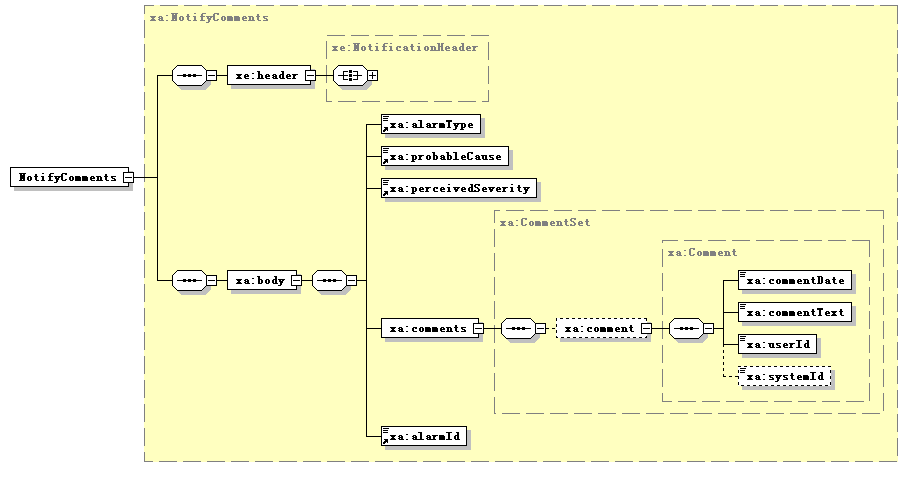 xa:NotifyComments
xe:NotificationHeader
xe:header
xa:alarmType
xa:probableCause
NotifyComments
xa:perceivedSeverity
xa:CommentSet
xa:Comment
xa:body
xa:commentDate
xa:commentText
xa:comments
xa:comment
xa:userId
xa:systemId
xa:alarmId